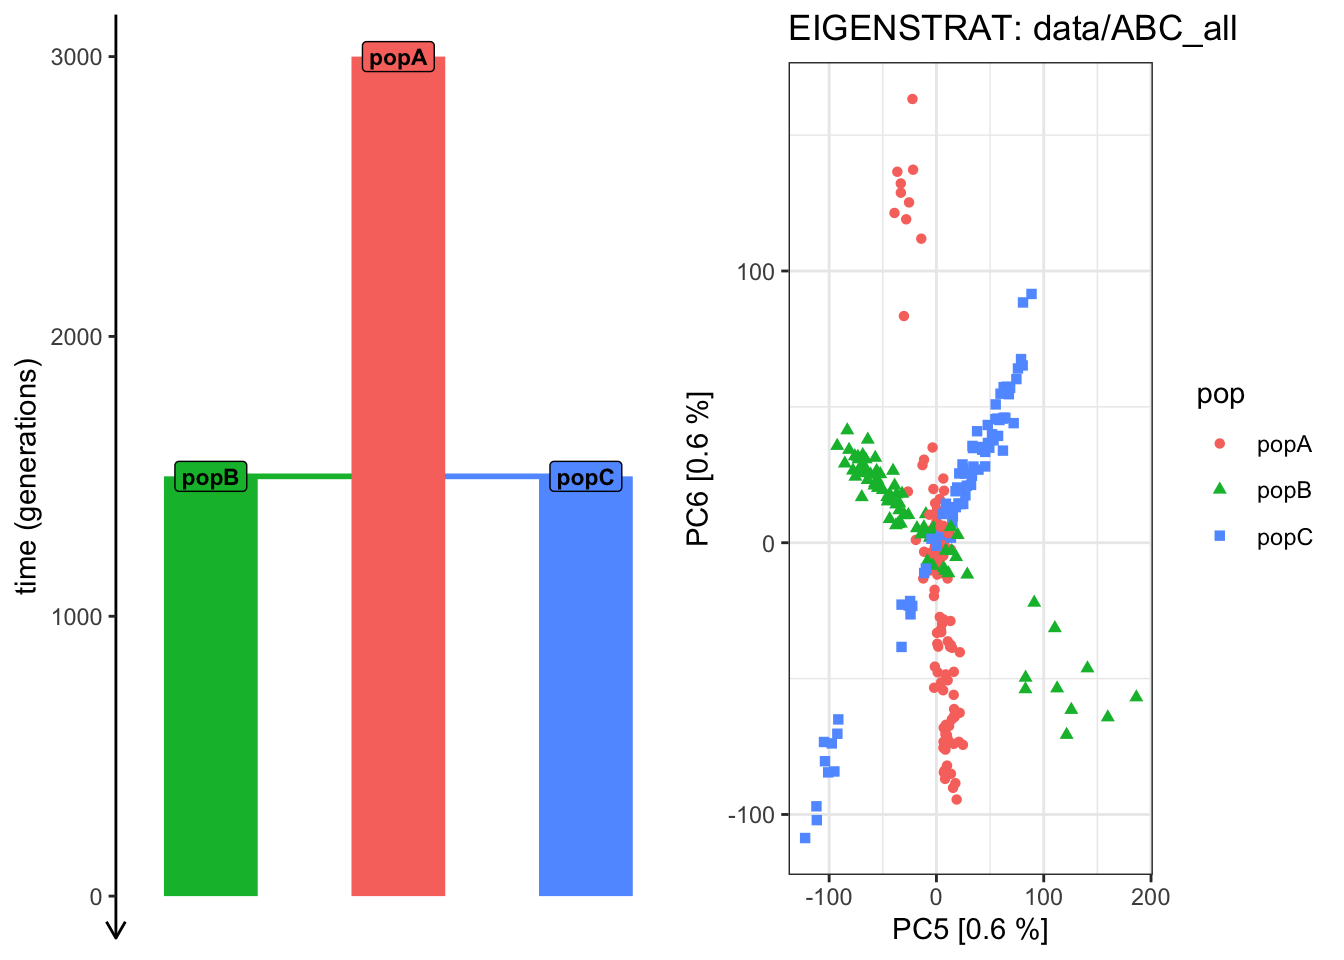 time (generations)
3000
2000
1000
0
popA
popB
popC
EIGENSTRAT: data/ABC_all
PC6 [0.6 %]
100
0
-100
-100
0
100
200
PC5 [0.6 %]
pop
popA
popB
popC